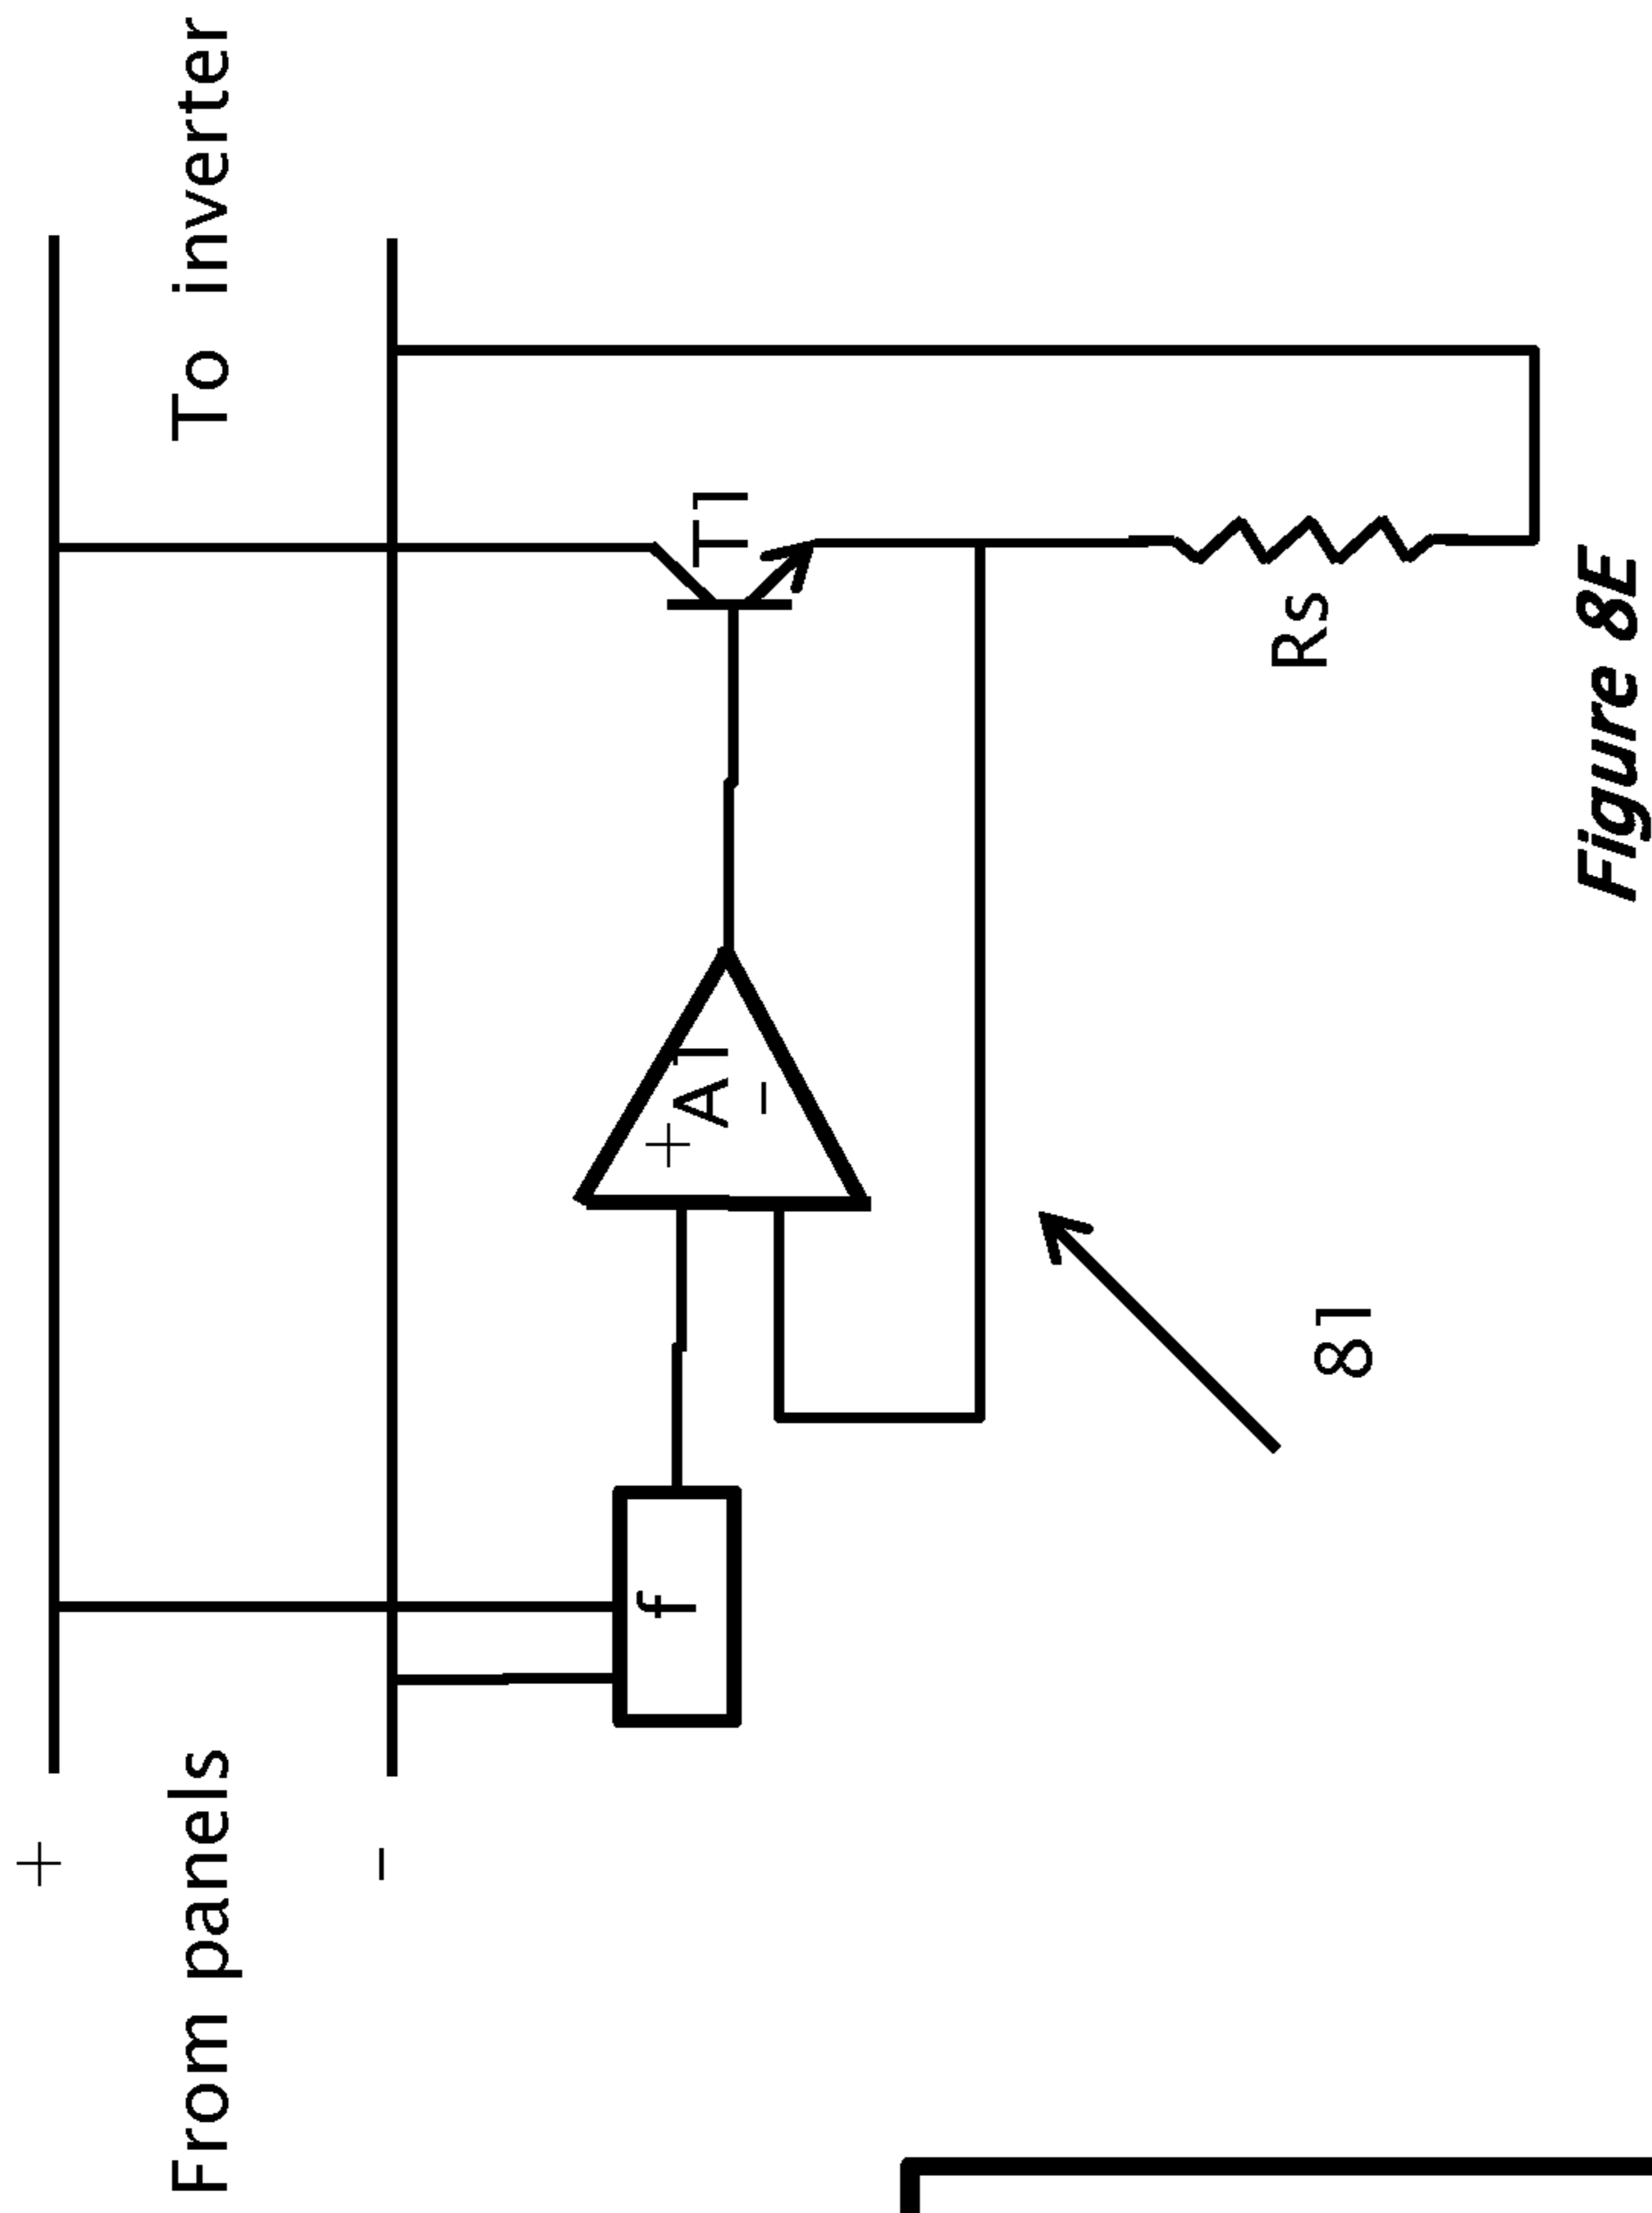 +
From panels
To inverter
-
f
+
A1
-
T1
Rs
81
Figure 8E